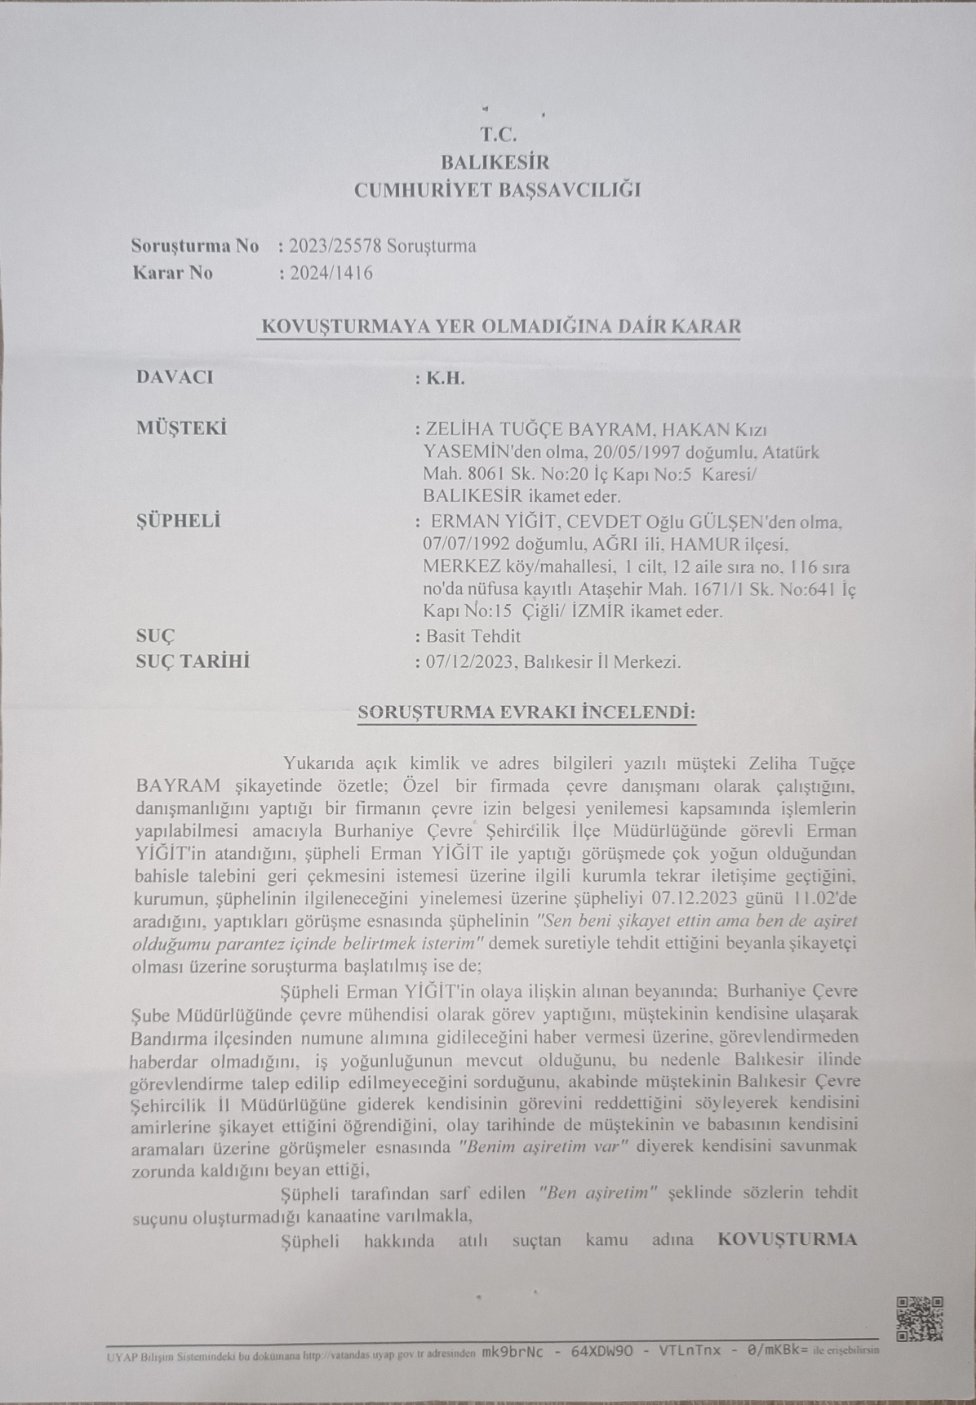 T.C.
BALIKESİR
CUMHURİYET BAŞSAVCILIĞI
Soruşturma No : 2023/25578 Soruşturma
Karar No : 2024/1416
KOVUŞTURMAYA YER OLMADIĞINA DAİR KARAR
DAVACI : K.H.
MÜŞTEKİ : ZELİHA TUĞÇE BAYRAM, HAKAN Kızı
YASEMİN'den olma, 20/05/1997 doğumlu, Atatürk
Mah. 8061 Sk. No:20 İç Kapı No:5 Karesi/
BALIKESİR ikamet eder.
ŞÜPHELİ : ERMAN YİĞİT, CEVDET Oğlu GÜLŞEN'den olma,
07/07/1992 doğumlu, AĞRI ili, HAMUR ilçesi,
MERKEZ köy/mahallesi, 1 cilt, 12 aile sıra no, 116 sıra
no'da nüfusa kayıtlı Ataşehir Mah. 1671/1 Sk. No:641 İç
Kapı No:15 Çiğli/ İZMİR ikamet eder.
SUÇ : Basit Tehdit
SUÇ TARİHİ : 07/12/2023, Balıkesir İl Merkezi.
SORUŞTURMA EVRAKI İNCELENDİ:
Yukarıda açık kimlik ve adres bilgileri yazılı müşteki Zeliha Tuğçe
BAYRAM şikayetinde özetle; Özel bir firmada çevre danışmanı olarak çalıştığını,
danışmanlığını yaptığı bir firmanın çevre izin belgesi yenilemesi kapsamında işlemlerin
yapılabilmesi amacıyla Burhaniye Çevre Şehircilik İlçe Müdürlüğünde görevli Erman
YİĞİT'in atandığını, şüpheli Erman YİĞİT ile yaptığı görüşmede çok yoğun olduğundan
bahisle talebini geri çekmesini istemesi üzerine ilgili kurumla tekrar iletişime geçtiğini,
kurumun, şüphelinin ilgileneceğini yinelemesi üzerine şüpheliyi 07.12.2023 günü 11.02'de
aradığını, yaptıkları görüşme esnasında şüphelinin "Sen beni şikayet ettin ama ben de aşiret
olduğumu parantez içinde belirtmek isterim" demek suretiyle tehdit ettiğini beyanla şikayetçi
olması üzerine soruşturma başlatılmış ise de;
Şüpheli Erman YİĞİT'in olaya ilişkin alınan beyanında; Burhaniye Çevre
Şube Müdürlüğünde çevre mühendisi olarak görev yaptığını, müştekinin kendisine ulaşarak
Bandırma ilçesinden numune alımına gidileceğini haber vermesi üzerine, görevlendirmeden
haberdar olmadığını, iş yoğunluğunun mevcut olduğunu, bu nedenle Balıkesir ilinde
görevlendirme talep edilip edilmeyeceğini sorduğunu, akabinde müştekinin Balıkesir Çevre
Şehircilik İl Müdürlüğüne giderek kendisinin görevini reddettiğini söyleyerek kendisini
amirlerine şikayet ettiğini öğrendiğini, olay tarihinde de müştekinin ve babasının kendisini
aramaları üzerine görüşmeler esnasında "Benim aşiretim var" diyerek kendisini savunmak
zorunda kaldığını beyan ettiği,
Şüpheli tarafından sarf edilen "Ben aşiretim" şeklinde sözlerin tehdit
suçunu oluşturmadığı kanaatine varılmakla,
Şüpheli hakkında atılı suçtan kamu adına KOVUŞTURMA
UYAP Bilişim Sistemindeki bu dokümana http://vatandas.uyap.gov.tr adresinden mk9brNc - 64XDW9O - VTLnTnx - 0/mKBk= ile erişebilirsin